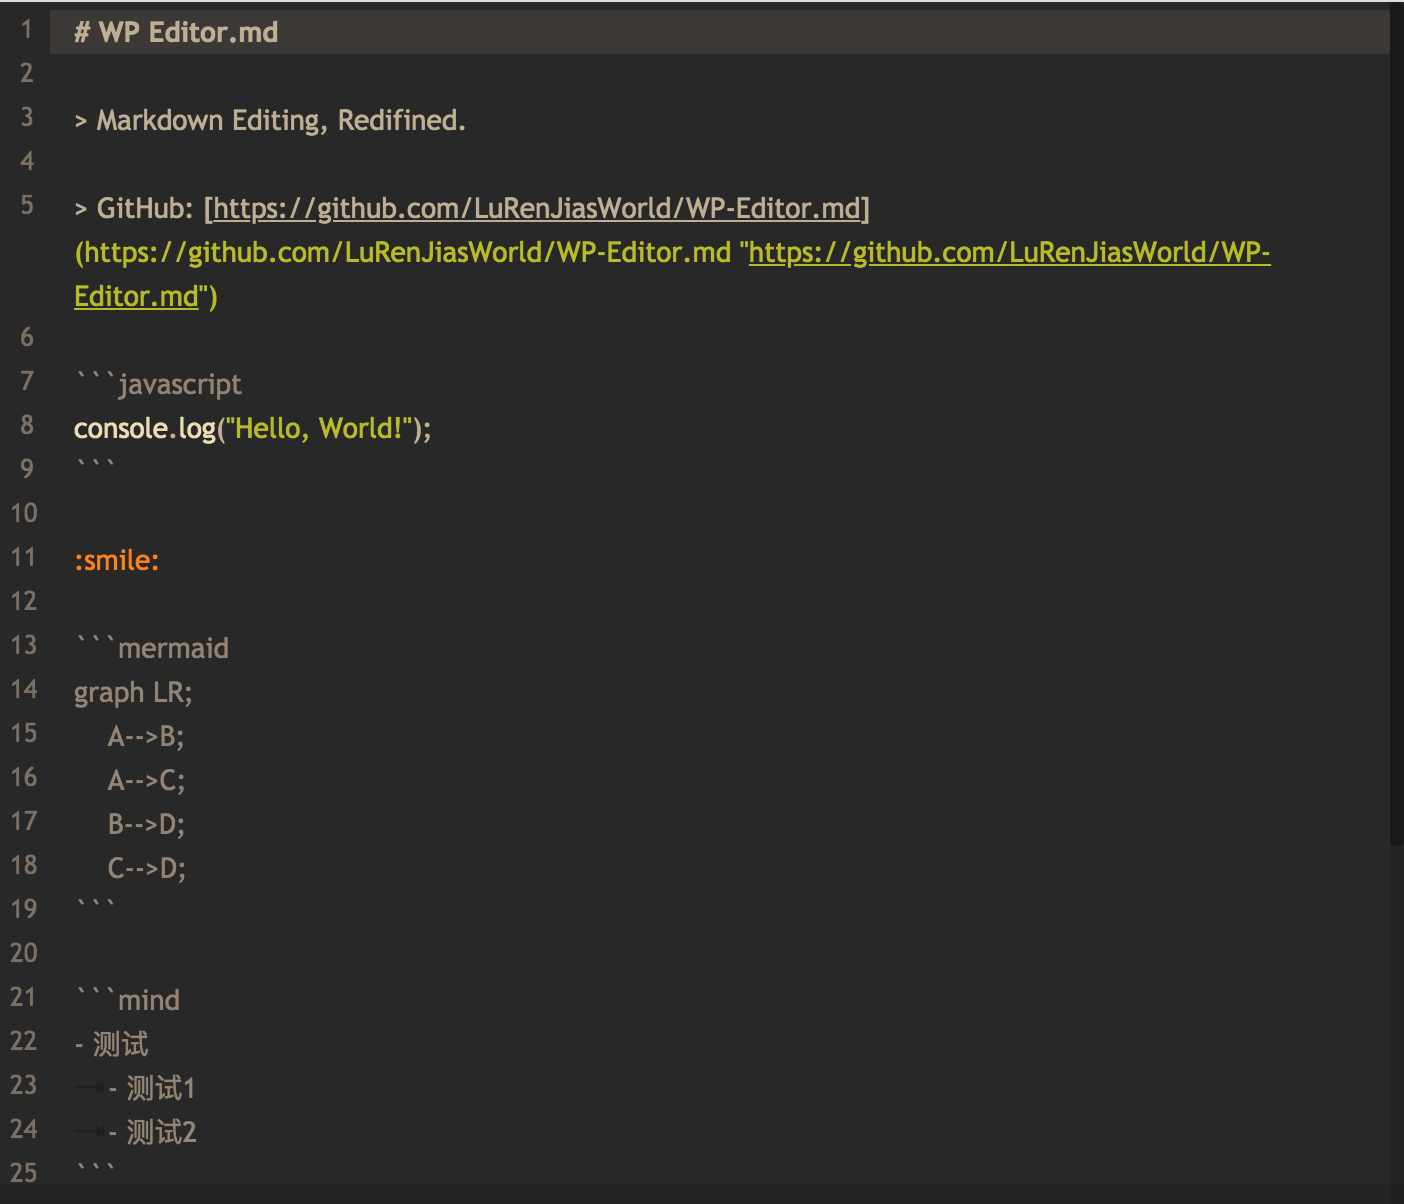 1 # WP Editor.md
2
3 > Markdown Editing, Redifined.
4
5 > GitHub: [https://github.com/LuRenJiasWorld/WP-Editor.md]
(https://github.com/LuRenJiasWorld/WP-Editor.md "https://github.com/LuRenJiasWorld/WP-
Editor.md")
6
7 ```javascript
8 console.log("Hello, World!");
9 ```
10
11 :smile:
12
13 ```mermaid
14 graph LR;
15     A-->B;
16     A-->C;
17     B-->D;
18     C-->D;
19 ```
20
21 ```mind
22 - 测试
23     - 测试1
24     - 测试2
25 ```